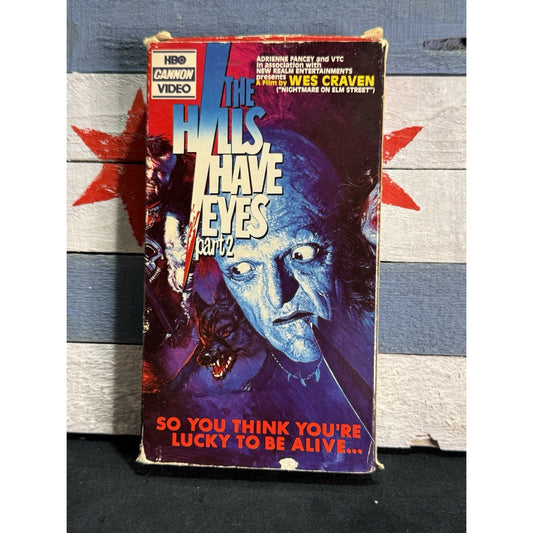 HBO
CANNON
VIDEO
ADRIENNE FANCEY and VTC
in association with
NEW REALM ENTERTAINMENTS
presents
A Film by WES CRAVEN
("NIGHTMARE ON ELM STREET")
THE
HILLS
HAVE
EYES
part 2
SO YOU THINK YOU'RE
LUCKY TO BE ALIVE...